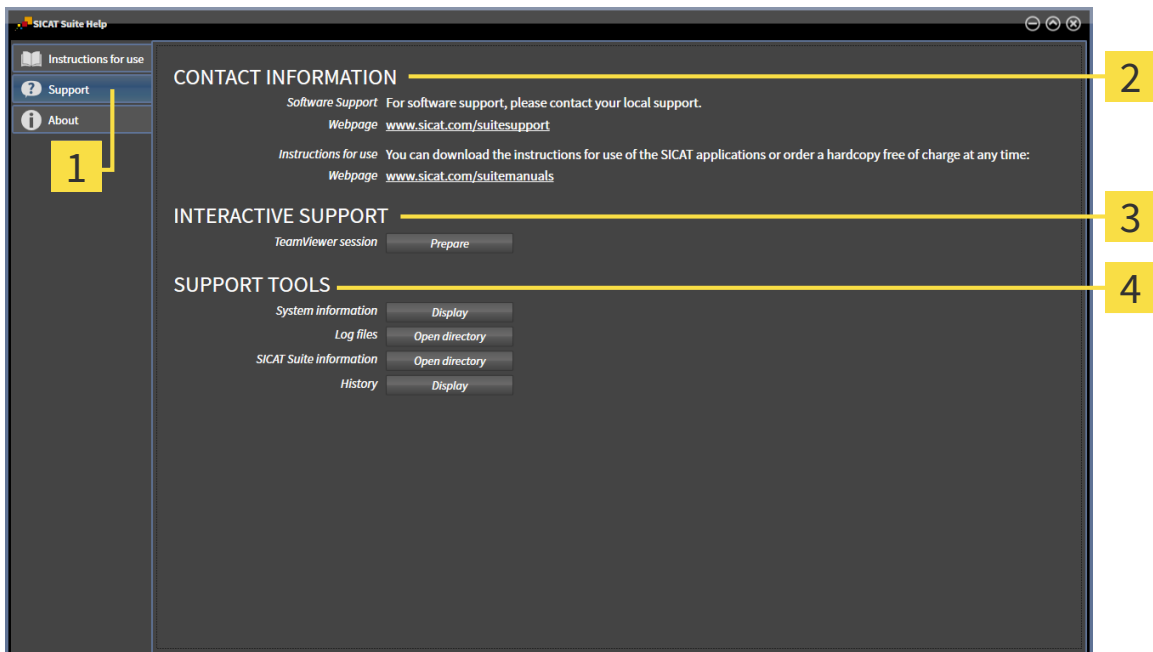 SICAT Suite Help
Instructions for use
Support
About
1
CONTACT INFORMATION
2
Software Support For software support, please contact your local support.
Webpage www.sicat.com/suitesupport
Instructions for use You can download the instructions for use of the SICAT applications or order a hardcopy free of charge at any time:
Webpage www.sicat.com/suitemanuals
INTERACTIVE SUPPORT
3
TeamViewer session Prepare
SUPPORT TOOLS
4
System information Display
Log files Open directory
SICAT Suite information Open directory
History Display